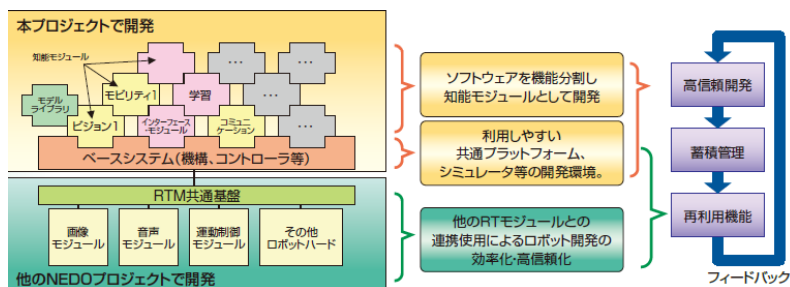 本プロジェクトで開発
知能モジュール
…
…
モビリティ1
学習
…
モデル
ライブラリ
ビジョン1
インターフェース
・モジュール
コミュニ
ケーション
…
ベースシステム(機構、コントローラ等)
RTM共通基盤
画像
モジュール
音声
モジュール
運動制御
モジュール
その他
ロボットハード
他のNEDOプロジェクトで開発
ソフトウェアを機能分割し
知能モジュールとして開発
利用しやすい
共通プラットフォーム、
シミュレータ等の開発環境。
他のRTモジュールとの
連携使用によるロボット開発の
効率化・高信頼化
高信頼開発
蓄積管理
再利用機能
フィードバック